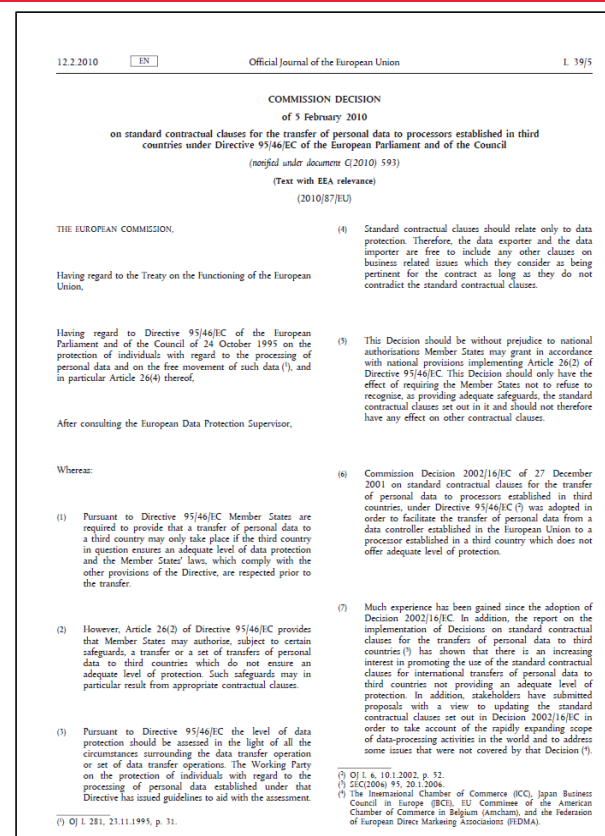 12.2.2010 EN Official Journal of the European Union L 39/5
COMMISSION DECISION
of 5 February 2010
on standard contractual clauses for the transfer of personal data to processors established in third
countries under Directive 95/46/EC of the European Parliament and of the Council
(notified under document C(2010) 593)
(Text with EEA relevance)
(2010/87/EU)
THE EUROPEAN COMMISSION,
Having regard to the Treaty on the Functioning of the European
Union,
Having regard to Directive 95/46/EC of the European
Parliament and of the Council of 24 October 1995 on the
protection of individuals with regard to the processing of
personal data and on the free movement of such data (¹), and
in particular Article 26(4) thereof,
After consulting the European Data Protection Supervisor,
Whereas:
(1) Pursuant to Directive 95/46/EC Member States are
required to provide that a transfer of personal data to
a third country may only take place if the third country
in question ensures an adequate level of data protection
and the Member States' laws, which comply with the
other provisions of the Directive, are respected prior to
the transfer.
(2) However, Article 26(2) of Directive 95/46/EC provides
that Member States may authorise, subject to certain
safeguards, a transfer or a set of transfers of personal
data to third countries which do not ensure an
adequate level of protection. Such safeguards may in
particular result from appropriate contractual clauses.
(3) Pursuant to Directive 95/46/EC the level of data
protection should be assessed in the light of all the
circumstances surrounding the data transfer operation
or set of data transfer operations. The Working Party
on the protection of individuals with regard to the
processing of personal data established under that
Directive has issued guidelines to aid with the assessment.
(¹) OJ L 281, 23.11.1995, p. 31.
(4) Standard contractual clauses should relate only to data
protection. Therefore, the data exporter and the data
importer are free to include any other clauses on
business related issues which they consider as being
pertinent for the contract as long as they do not
contradict the standard contractual clauses.
(5) This Decision should be without prejudice to national
authorisations Member States may grant in accordance
with national provisions implementing Article 26(2) of
Directive 95/46/EC. This Decision should only have the
effect of requiring the Member States not to refuse to
recognise, as providing adequate safeguards, the standard
contractual clauses set out in it and should not therefore
have any effect on other contractual clauses.
(6) Commission Decision 2002/16/EC of 27 December
2001 on standard contractual clauses for the transfer
of personal data to processors established in third
countries, under Directive 95/46/EC (²) was adopted in
order to facilitate the transfer of personal data from a
data controller established in the European Union to a
processor established in a third country which does not
offer adequate level of protection.
(7) Much experience has been gained since the adoption of
Decision 2002/16/EC. In addition, the report on the
implementation of Decisions on standard contractual
clauses for the transfers of personal data to third
countries (³) has shown that there is an increasing
interest in promoting the use of the standard contractual
clauses for international transfers of personal data to
third countries not providing an adequate level of
protection. In addition, stakeholders have submitted
proposals with a view to updating the standard
contractual clauses set out in Decision 2002/16/EC in
order to take account of the rapidly expanding scope
of data-processing activities in the world and to address
some issues that were not covered by that Decision (⁴).
(²) OJ L 6, 10.1.2002, p. 52.
(³) SEC(2006) 95, 20.1.2006.
(⁴) The International Chamber of Commerce (ICC), Japan Business
Council in Europe (JBCE), EU Committee of the American
Chamber of Commerce in Belgium (Amcham), and the Federation
of European Direct Marketing Associations (FEDMA).